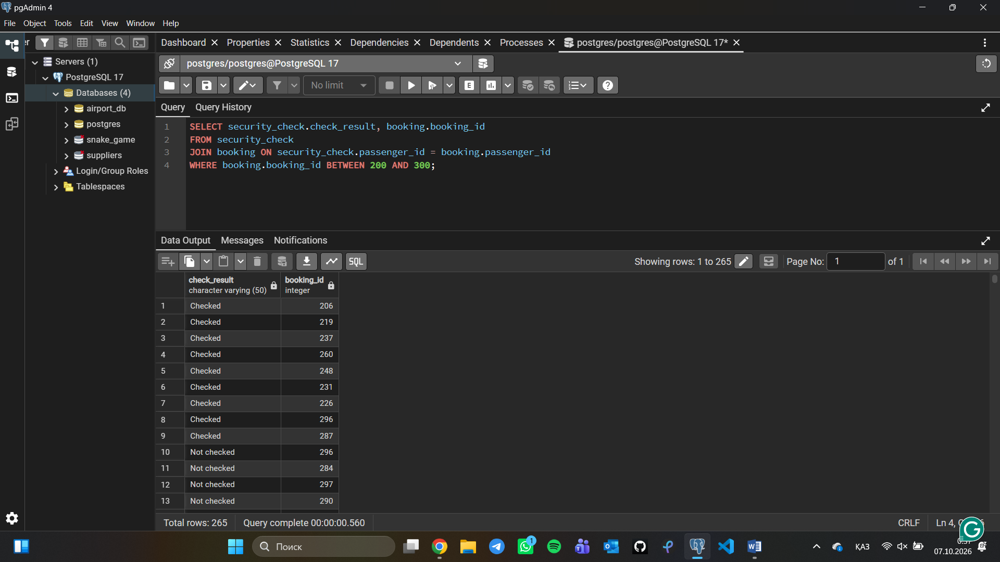 pgAdmin 4
File Object Tools Edit View Window Help
er
Dashboard Properties Statistics Dependencies Dependents Processes postgres/postgres@PostgreSQL 17*
Servers (1)
PostgreSQL 17
Databases (4)
airport_db
postgres
snake_game
suppliers
Login/Group Roles
Tablespaces
postgres/postgres@PostgreSQL 17
No limit
E
Query Query History
1 SELECT security_check.check_result, booking.booking_id
2 FROM security_check
3 JOIN booking ON security_check.passenger_id = booking.passenger_id
4 WHERE booking.booking_id BETWEEN 200 AND 300;
Data Output Messages Notifications
SQL Showing rows: 1 to 265 Page No: 1 of 1
check_result booking_id
character varying (50) integer
1 Checked 206
2 Checked 219
3 Checked 237
4 Checked 260
5 Checked 248
6 Checked 231
7 Checked 226
8 Checked 296
9 Checked 287
10 Not checked 296
11 Not checked 284
12 Not checked 297
13 Not checked 290
Total rows: 265 Query complete 00:00:00.560 CRLF Ln 4,
Поиск 1 ҚАЗ
07.10.2026